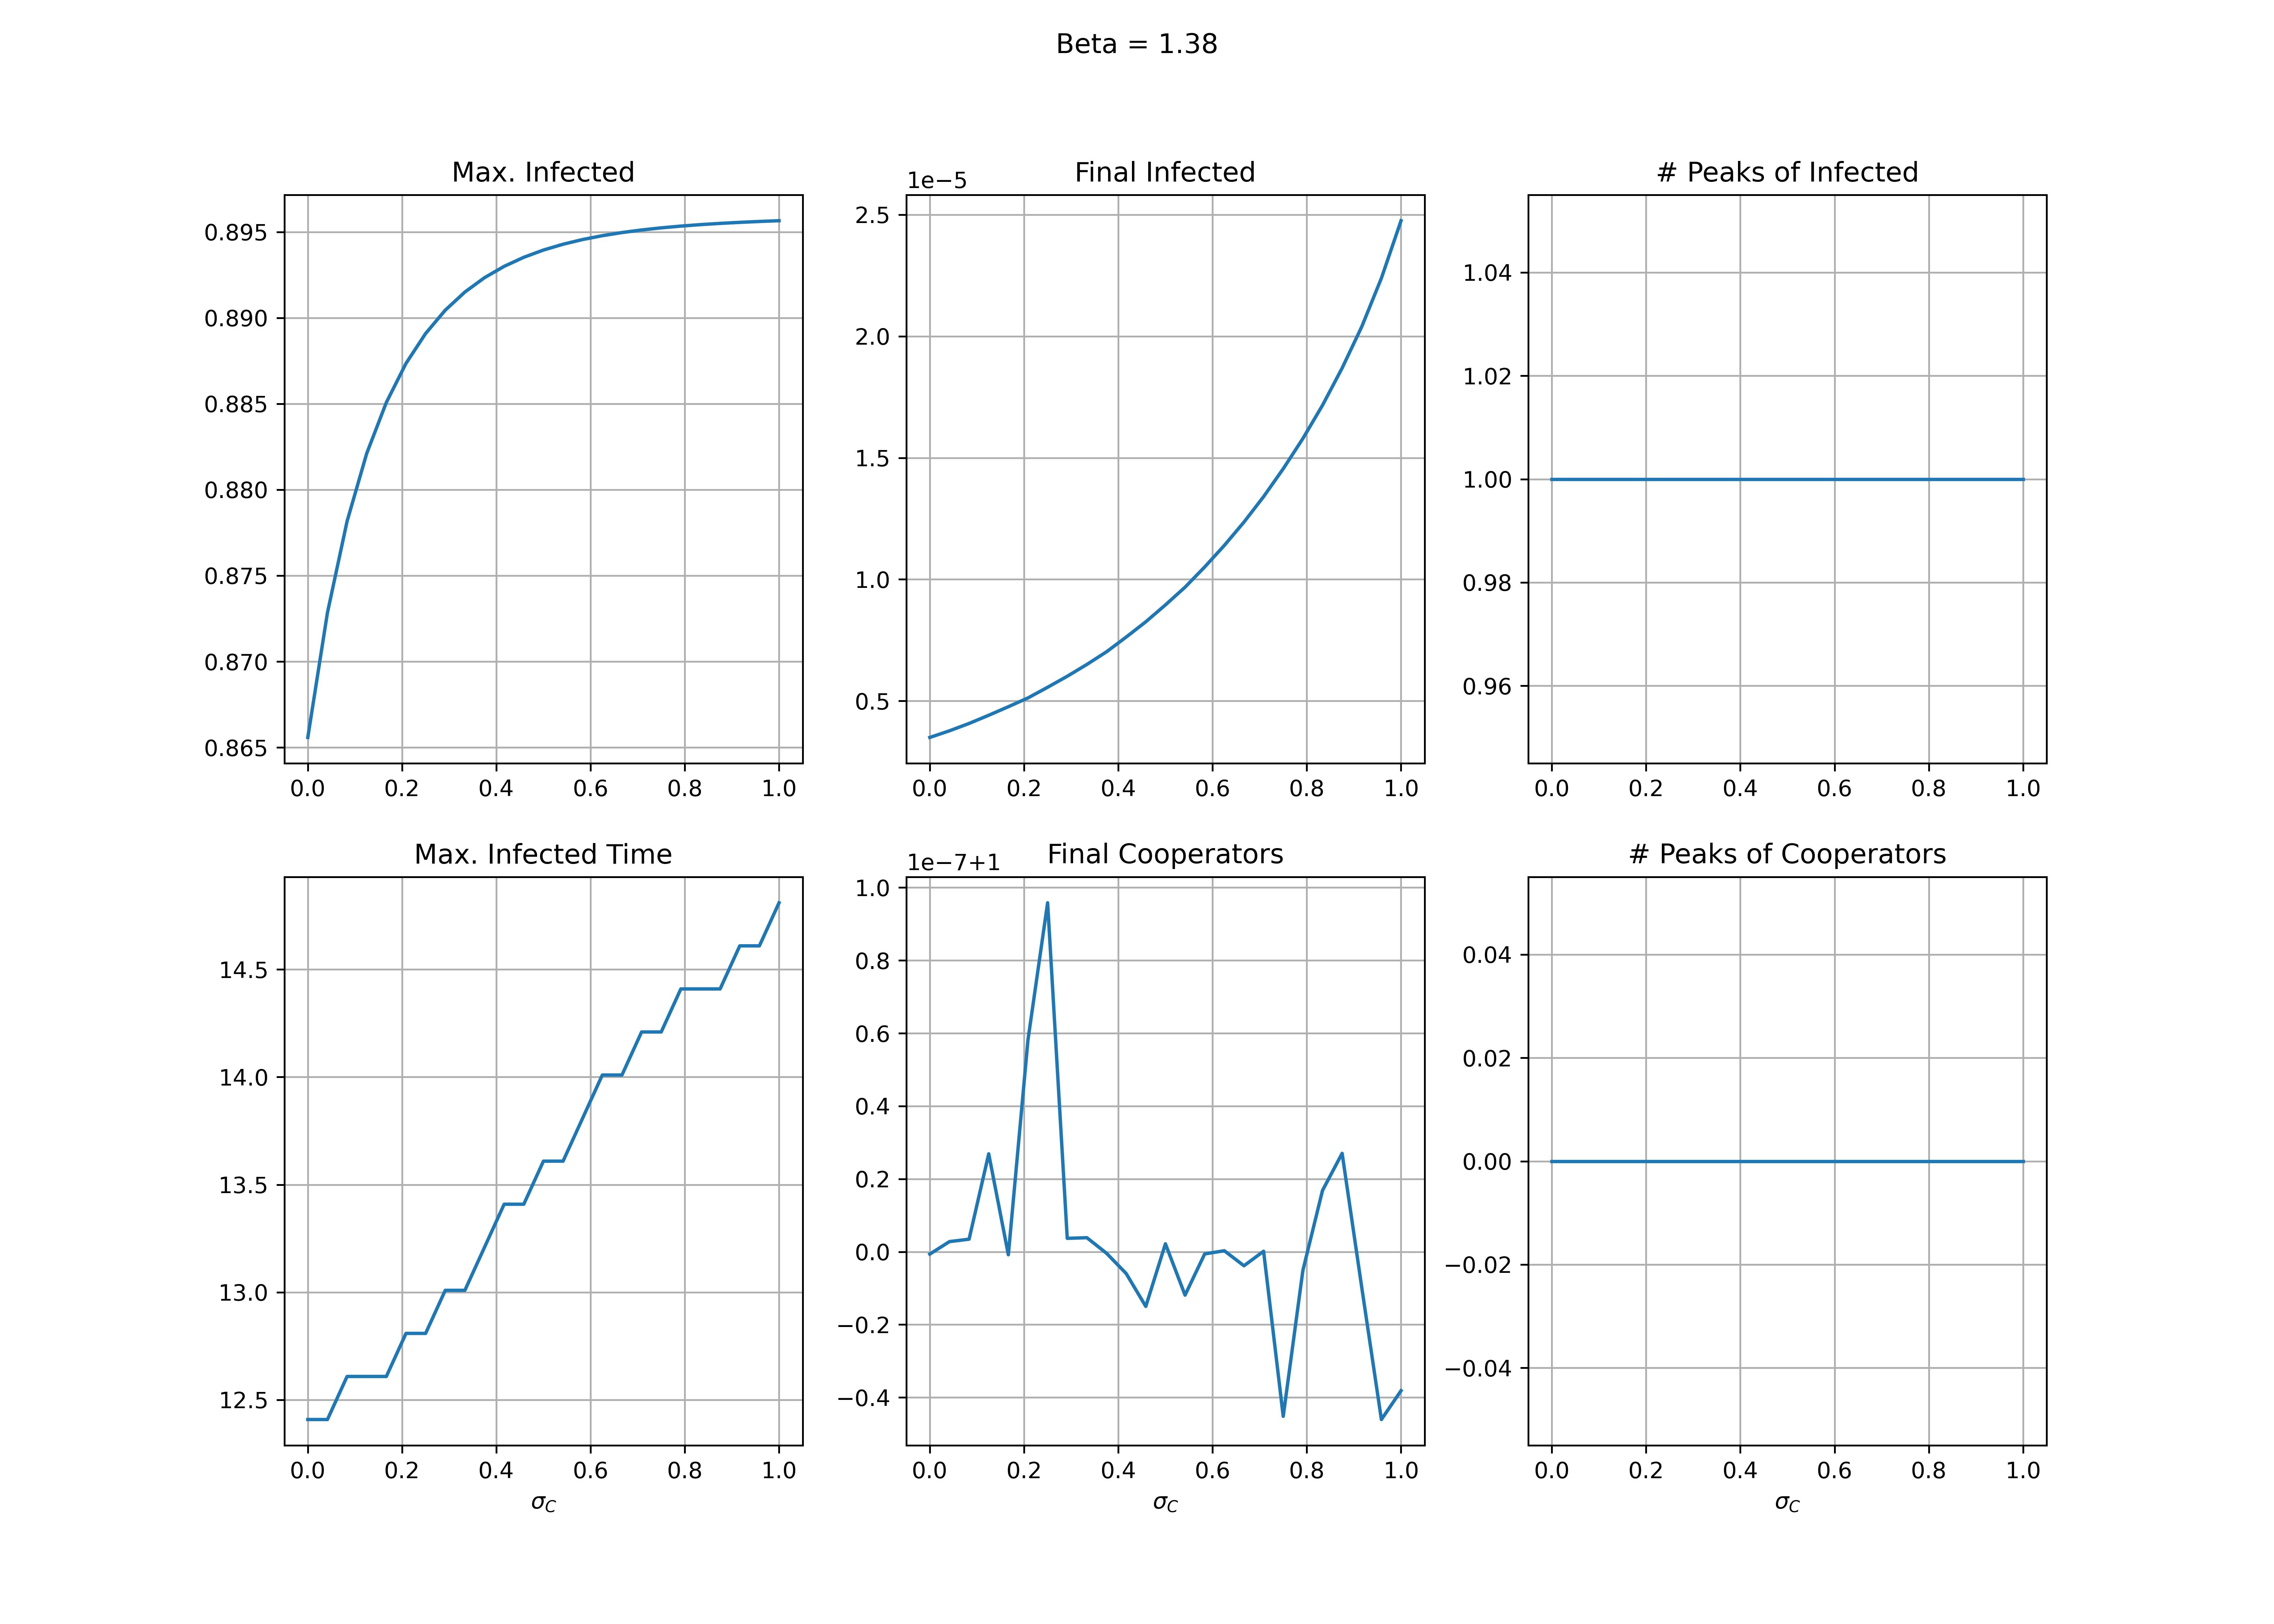 Beta = 1.38
Max. Infected
0.895
0.890
0.885
0.880
0.875
0.870
0.865
0.0 0.2 0.4 0.6 0.8 1.0
Final Infected
1e−5
2.5
2.0
1.5
1.0
0.5
0.0 0.2 0.4 0.6 0.8 1.0
# Peaks of Infected
1.04
1.02
1.00
0.98
0.96
0.0 0.2 0.4 0.6 0.8 1.0
Max. Infected Time
14.5
14.0
13.5
13.0
12.5
0.0 0.2 0.4 0.6 0.8 1.0
σC
Final Cooperators
1e−7+1
1.0
0.8
0.6
0.4
0.2
0.0
−0.2
−0.4
0.0 0.2 0.4 0.6 0.8 1.0
σC
# Peaks of Cooperators
0.04
0.02
0.00
−0.02
−0.04
0.0 0.2 0.4 0.6 0.8 1.0
σC